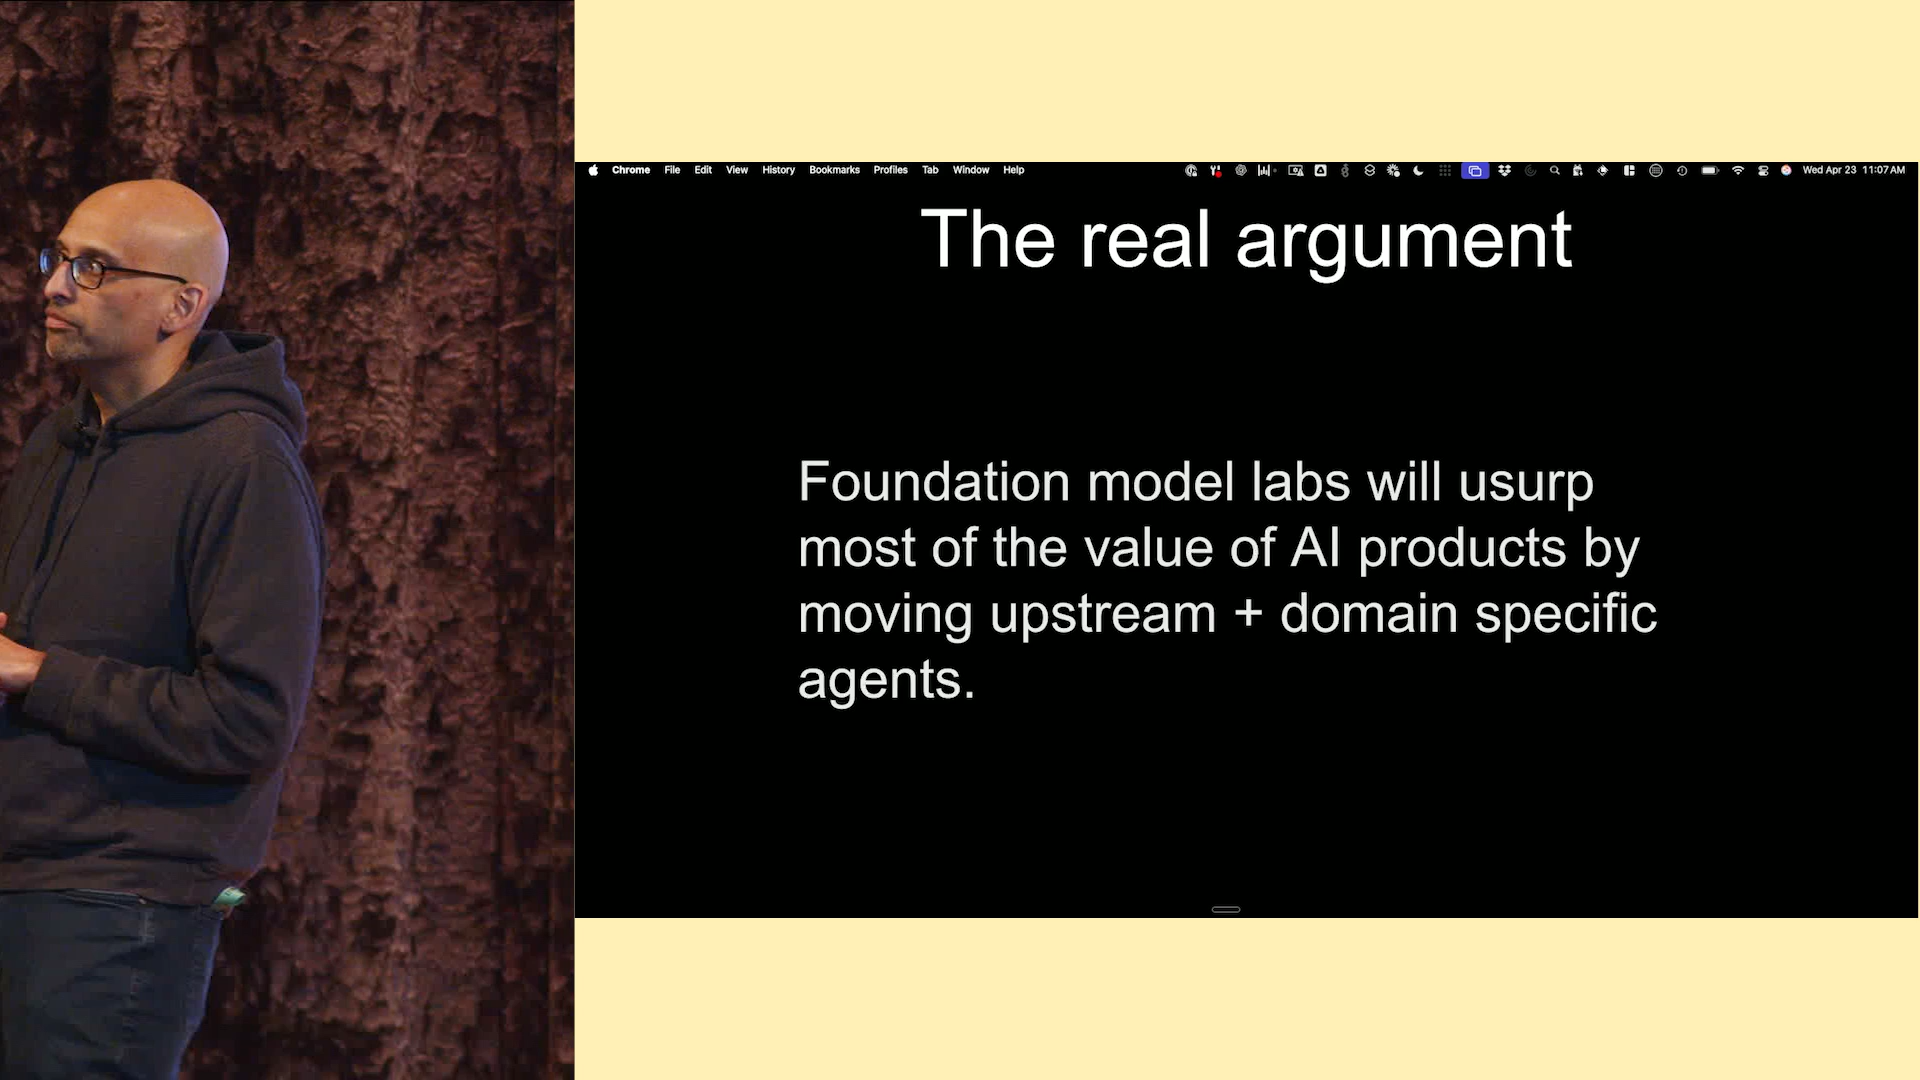 Chrome File Edit View History Bookmarks Profiles Tab Window Help Wed Apr 23 11:07 AM
The real argument
Foundation model labs will usurp
most of the value of AI products by
moving upstream + domain specific
agents.